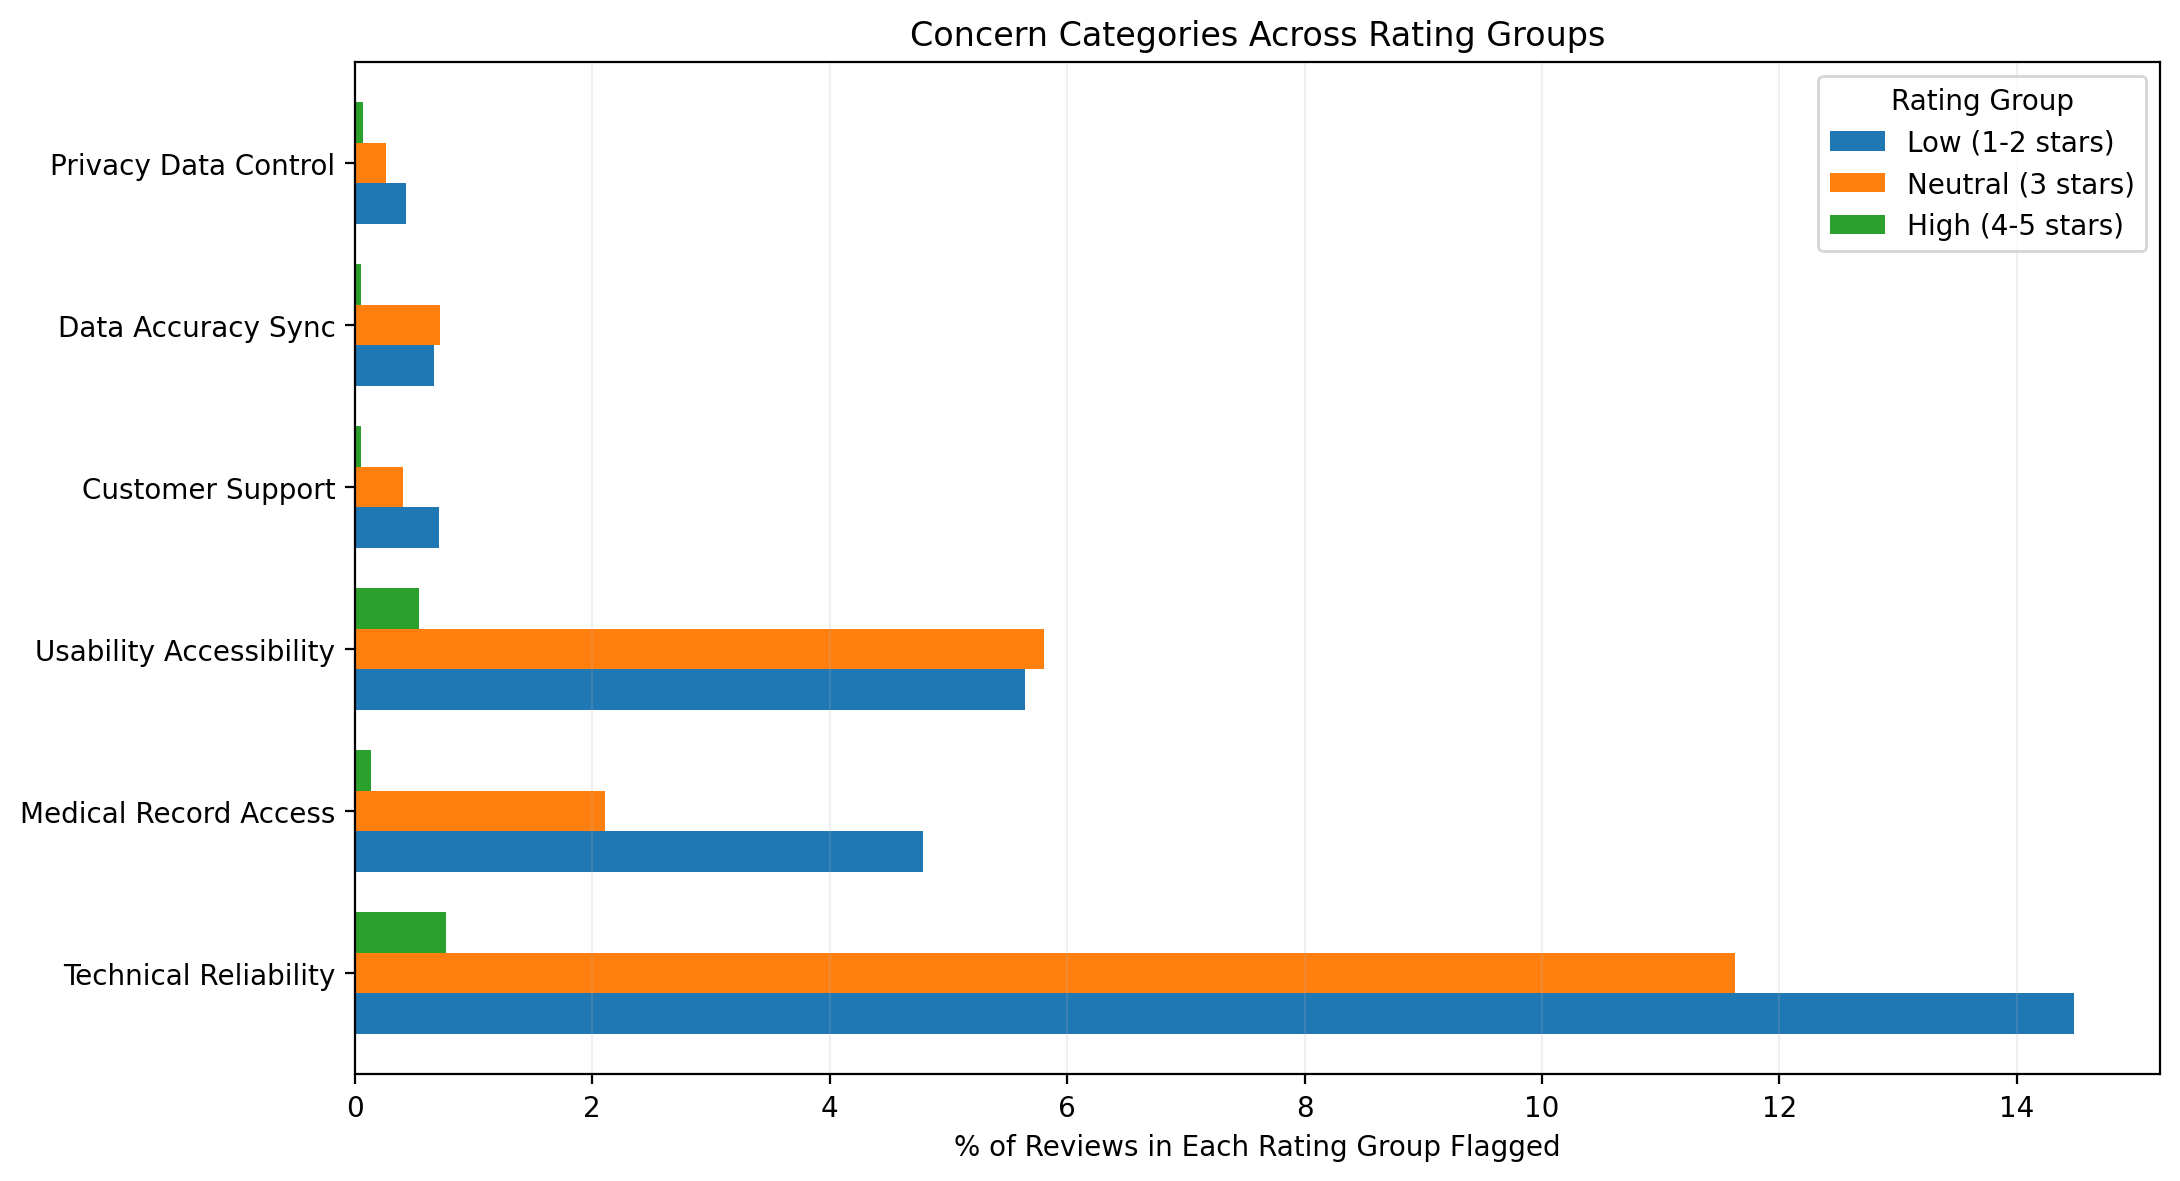 Concern Categories Across Rating Groups
Rating Group
Low (1-2 stars)
Neutral (3 stars)
High (4-5 stars)
Privacy Data Control
Data Accuracy Sync
Customer Support
Usability Accessibility
Medical Record Access
Technical Reliability
0 2 4 6 8 10 12 14
% of Reviews in Each Rating Group Flagged